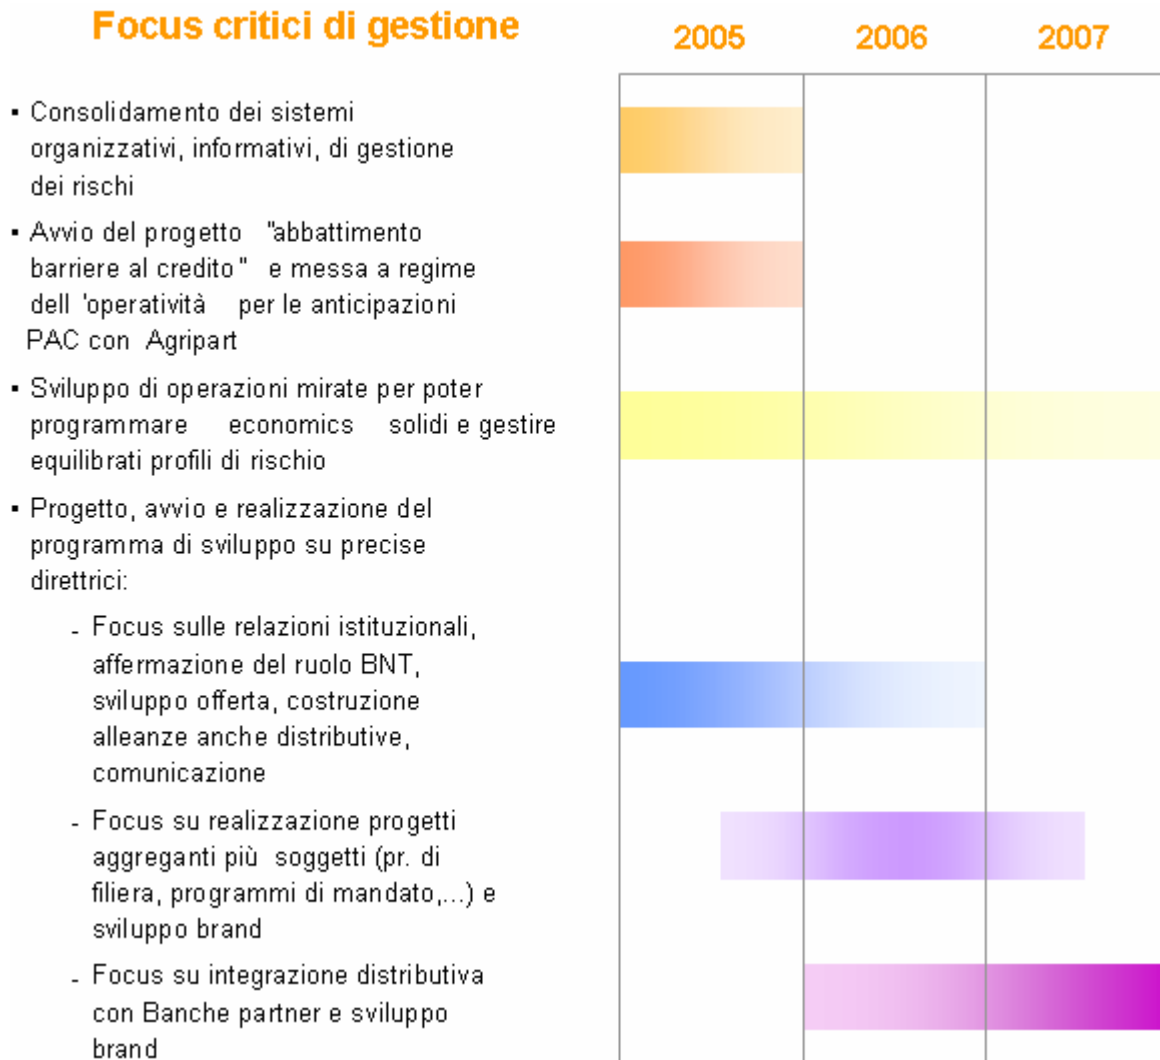 Focus critici di gestione
2005 2006 2007
▪ Consolidamento dei sistemi
organizzativi, informativi, di gestione
dei rischi
▪ Avvio del progetto "abbattimento
barriere al credito" e messa a regime
dell 'operatività per le anticipazioni
PAC con Agripart
▪ Sviluppo di operazioni mirate per poter
programmare economics solidi e gestire
equilibrati profili di rischio
▪ Progetto, avvio e realizzazione del
programma di sviluppo su precise
direttrici:
- Focus sulle relazioni istituzionali,
affermazione del ruolo BNT,
sviluppo offerta, costruzione
alleanze anche distributive,
comunicazione
- Focus su realizzazione progetti
aggreganti più soggetti (pr. di
filiera, programmi di mandato,...) e
sviluppo brand
- Focus su integrazione distributiva
con Banche partner e sviluppo
brand